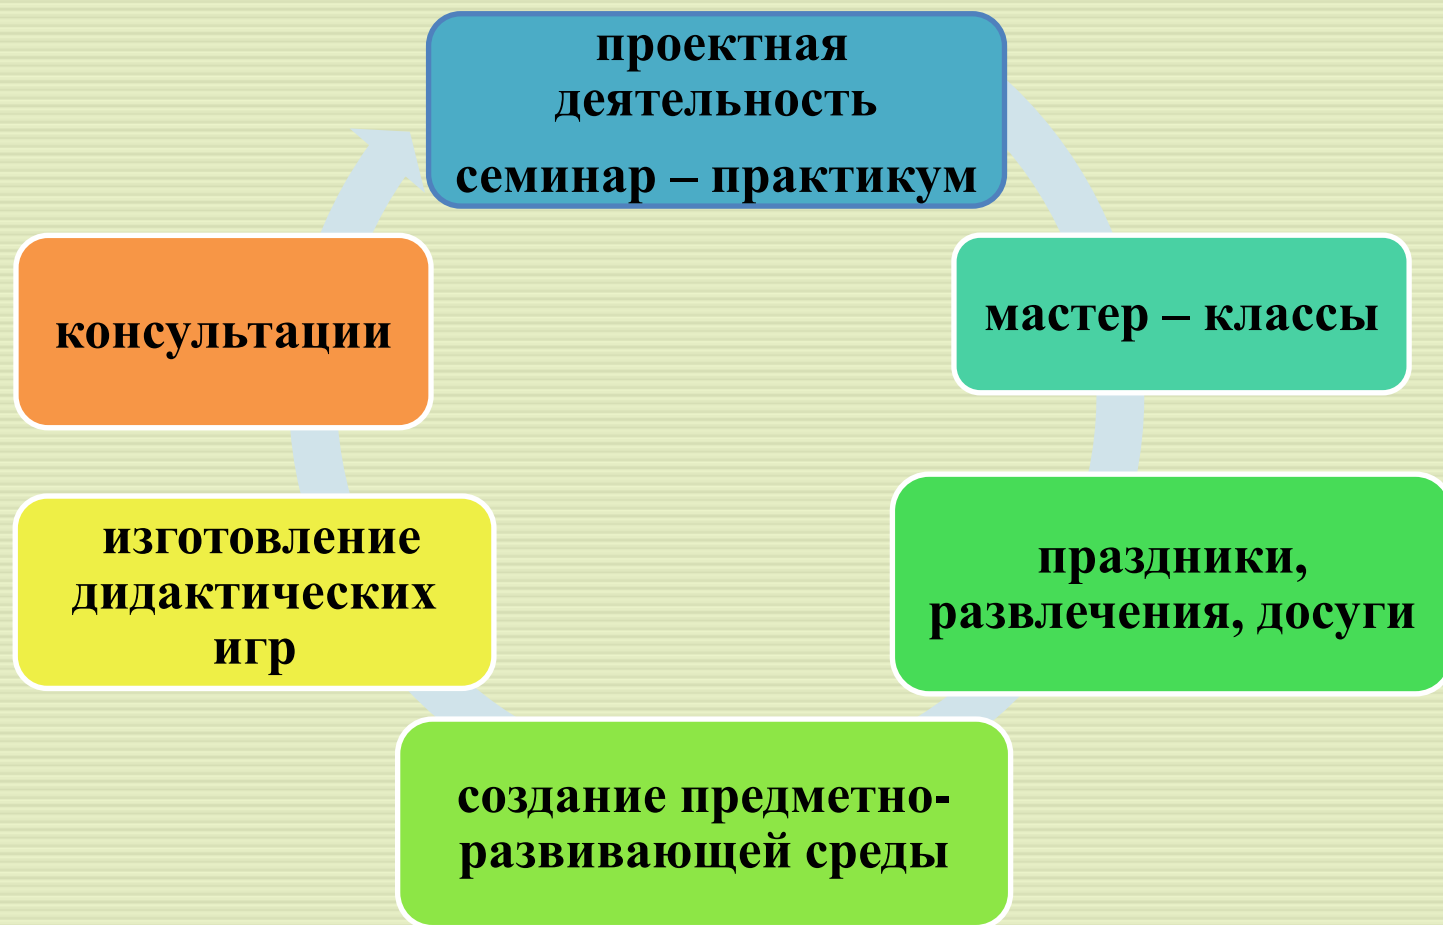 проектная
деятельность
семинар – практикум
мастер – классы
праздники,
развлечения, досуги
создание предметно-
развивающей среды
изготовление
дидактических
игр
консультации